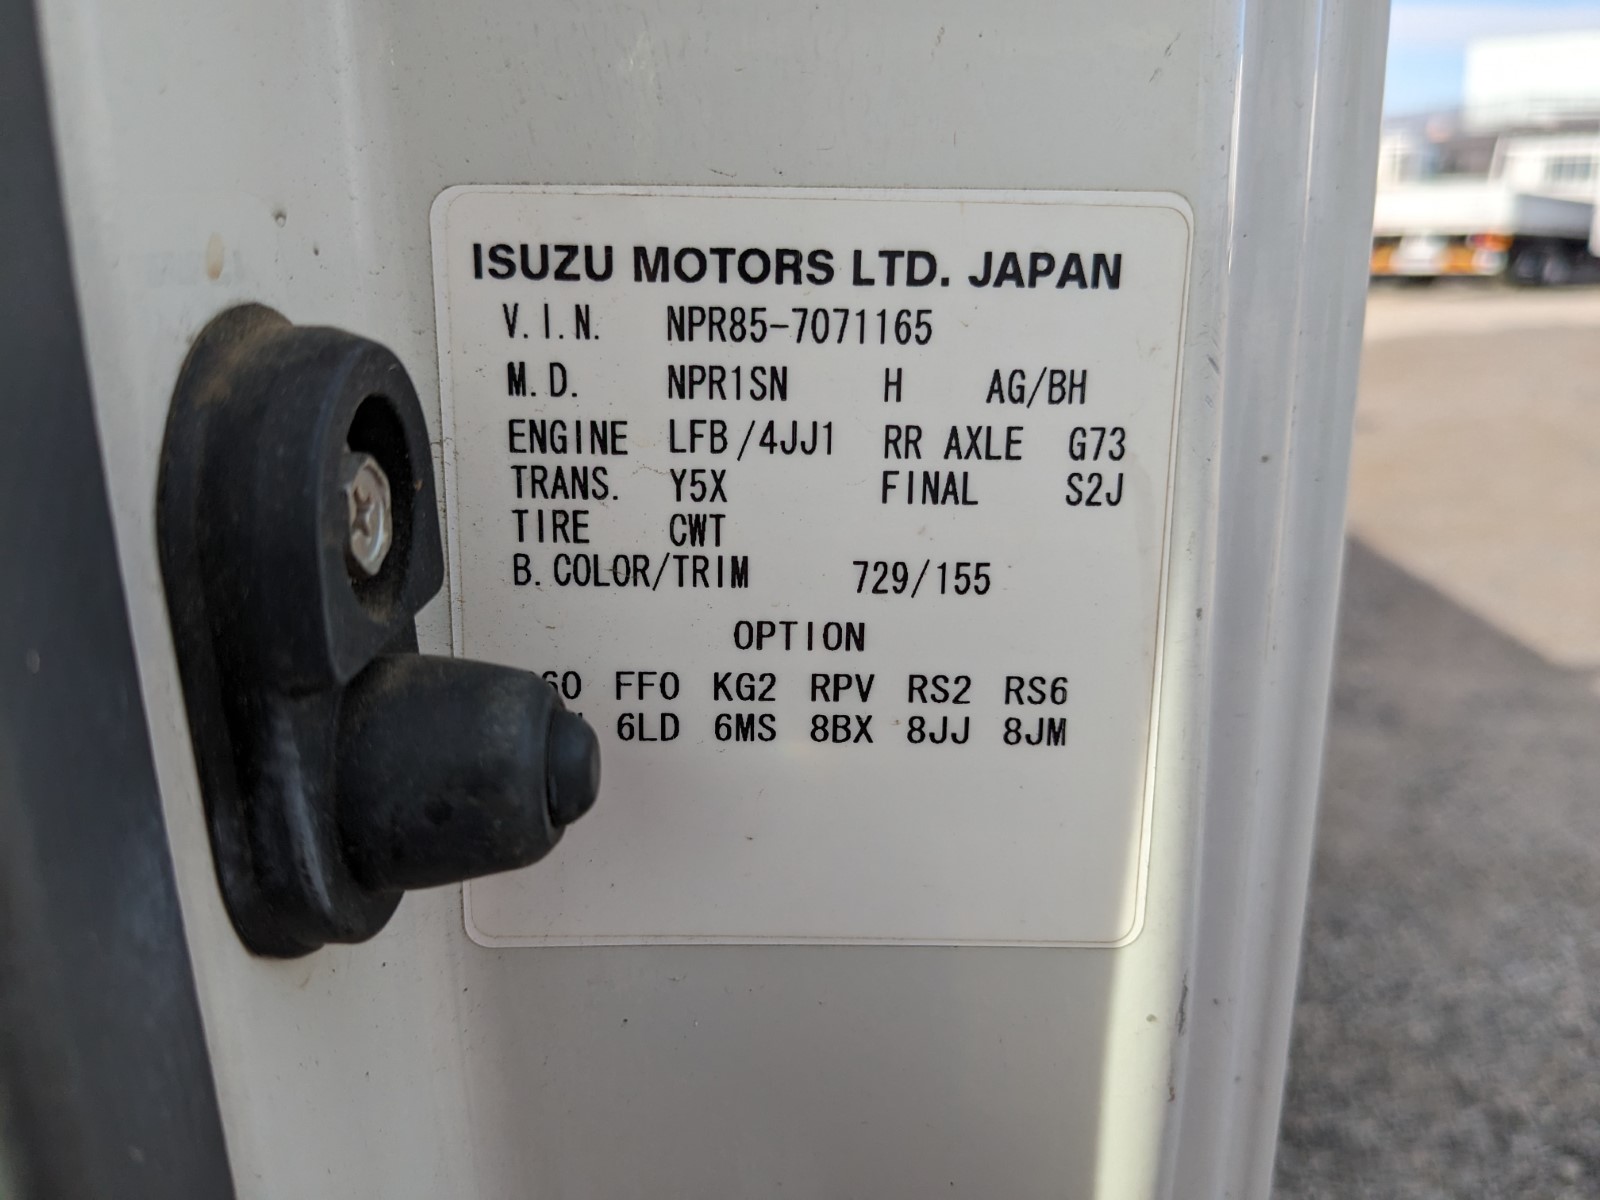 ISUZU MOTORS LTD. JAPAN
V.I.N. NPR85-7071165
M.D. NPR1SN H AG/BH
ENGINE LFB/4JJ1 RR AXLE G73
TRANS. Y5X FINAL S2J
TIRE CWT
B.COLOR/TRIM 729/155
OPTION
FF0 KG2 RPV RS2 RS6
6LD 6MS 8BX 8JJ 8JM